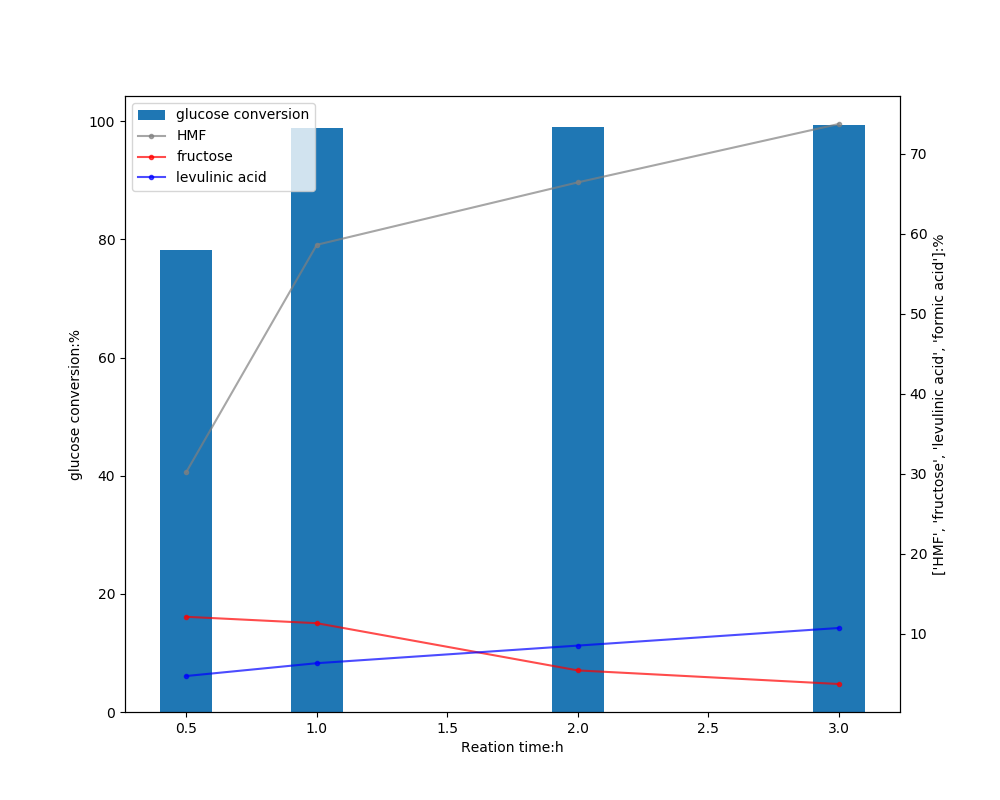 glucose conversion
HMF
fructose
levulinic acid
100
80
60
40
20
0
glucose conversion:%
70
60
50
40
30
20
10
['HMF', 'fructose', 'levulinic acid', 'formic acid']:%
0.5 1.0 1.5 2.0 2.5 3.0
Reation time:h